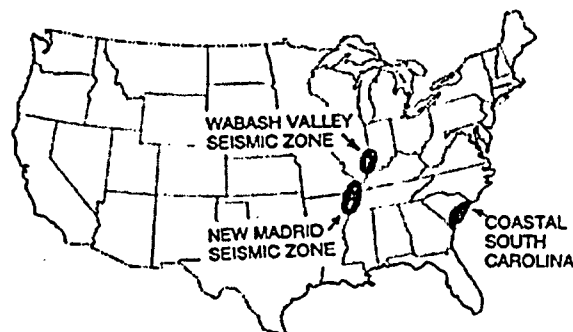 WABASH VALLEY
SEISMIC ZONE
NEW MADRID
SEISMIC ZONE
COASTAL
SOUTH
CAROLINA